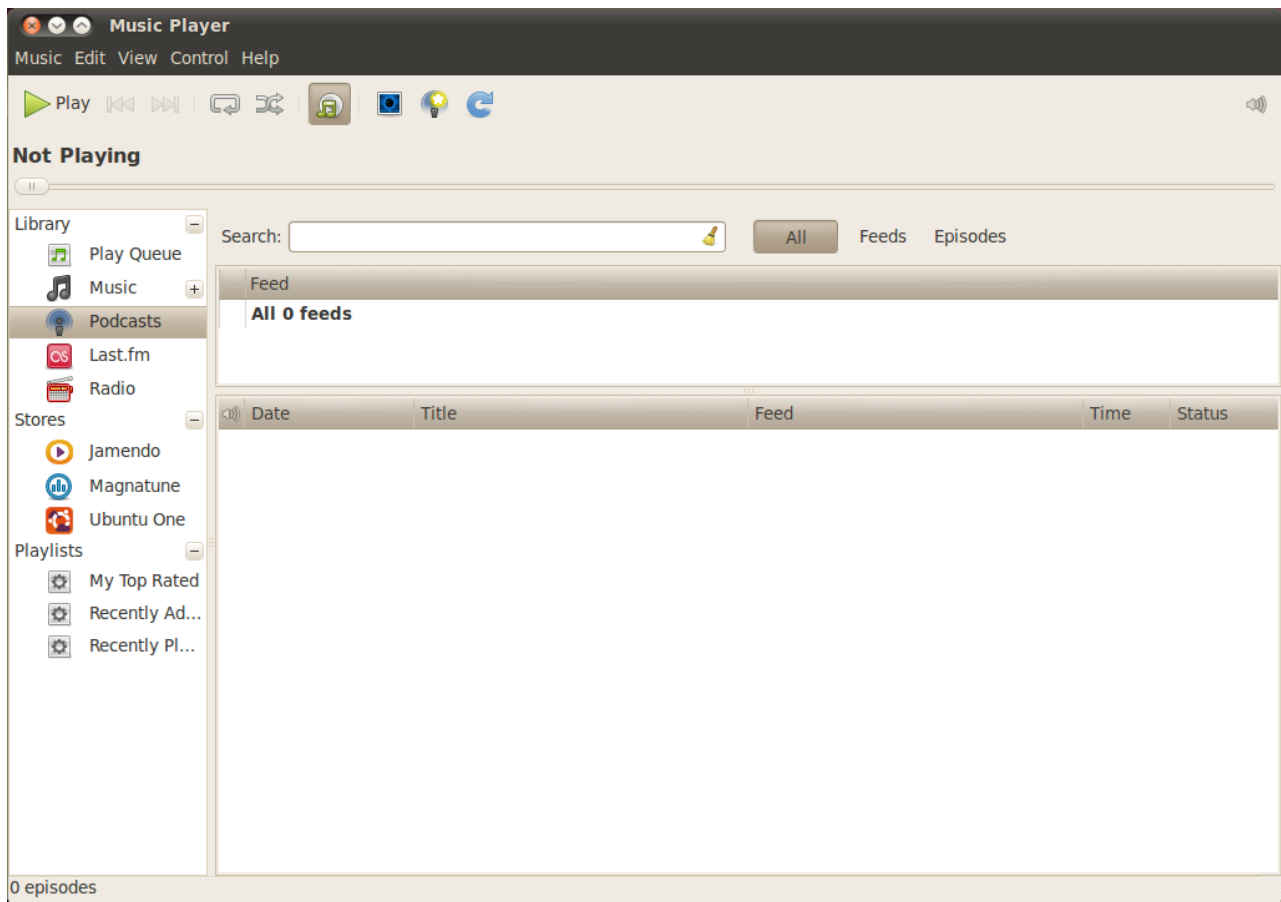 Music Player
Music Edit View Control Help
Play
Not Playing
Library
Play Queue
Music
Podcasts
Last.fm
Radio
Stores
Jamendo
Magnatune
Ubuntu One
Playlists
My Top Rated
Recently Ad...
Recently Pl...
Search:
All Feeds Episodes
Feed
All 0 feeds
Date Title Feed Time Status
0 episodes